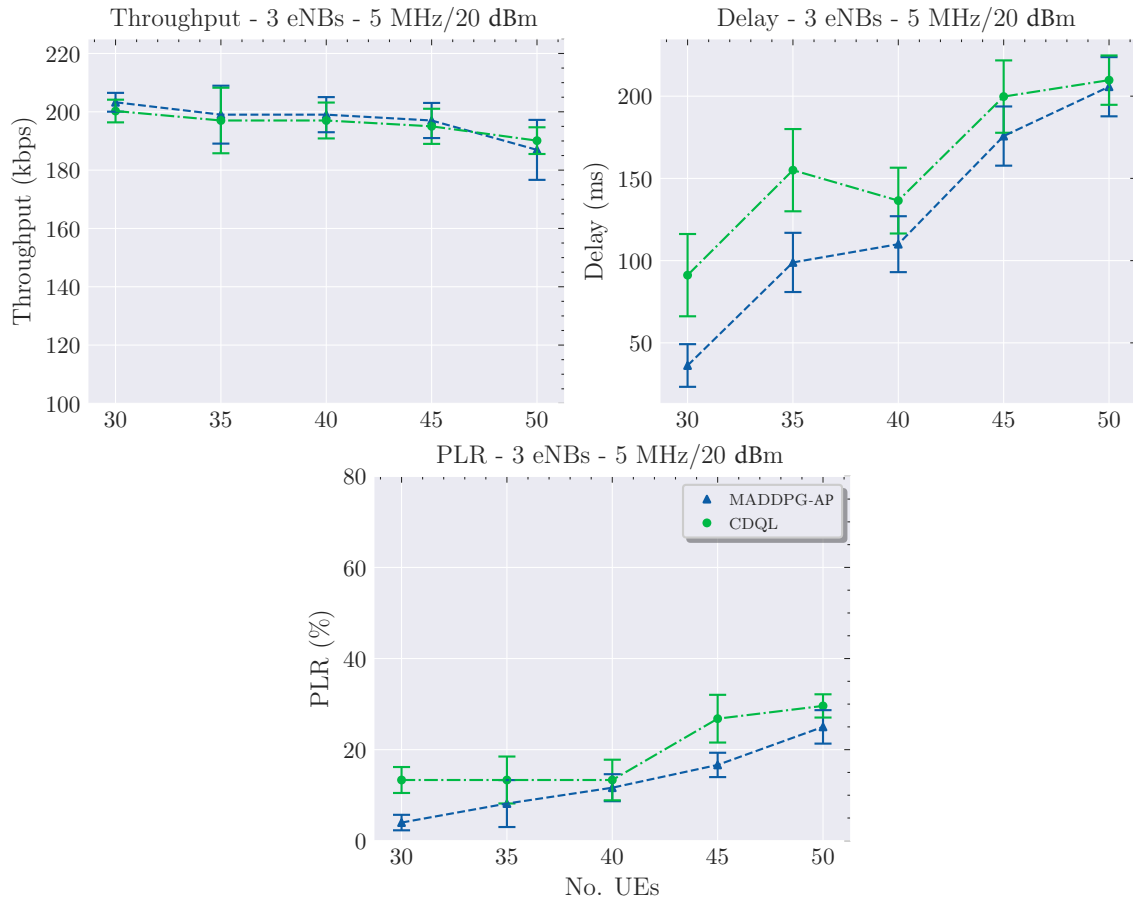 Throughput - 3 eNBs - 5 MHz/20 dBm
Throughput (kbps)
220
200
180
160
140
120
100
30 35 40 45 50
Delay - 3 eNBs - 5 MHz/20 dBm
Delay (ms)
200
150
100
50
30 35 40 45 50
PLR - 3 eNBs - 5 MHz/20 dBm
MADDPG-AP
CDQL
PLR (%)
80
60
40
20
0
30 35 40 45 50
No. UEs